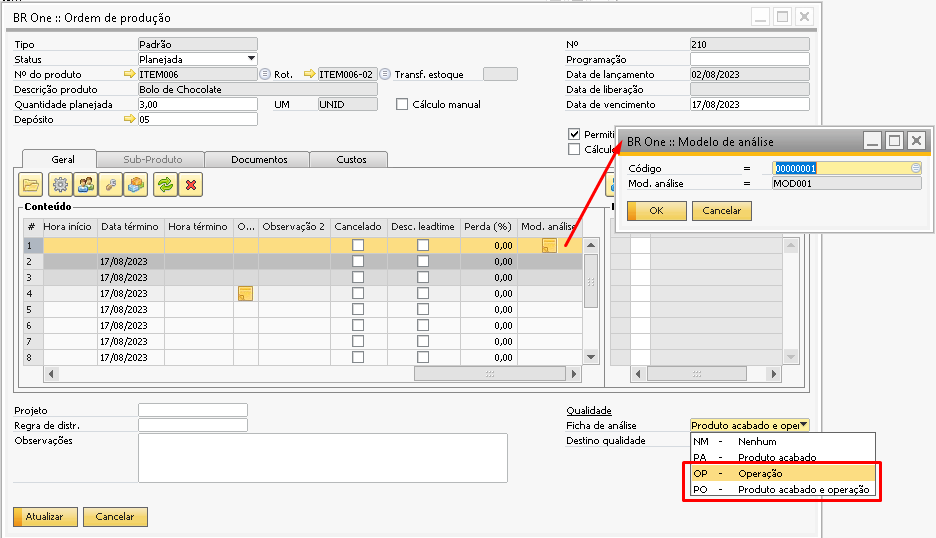 BR One :: Ordem de produção
Tipo Padrão
Status Planejada
Nº do produto ITEM006 Rot. ITEM006-02 Transf. estoque
Descrição produto Bolo de Chocolate
Quantidade planejada 3,00 UM UNID Cálculo manual
Depósito 05
Nº 210
Programação
Data de lançamento 02/08/2023
Data de liberação
Data de vencimento 17/08/2023
Permiti
Cálculo
BR One :: Modelo de análise
Código = 00000001
Mod. análise = MOD001
OK Cancelar
Geral Sub-Produto Documentos Custos
Conteúdo
# Hora início Data término Hora término O... Observação 2 Cancelado Desc. leadtime Perda (%) Mod. análise
1 0,00
2 17/08/2023 0,00
3 17/08/2023 0,00
4 17/08/2023 0,00
5 17/08/2023 0,00
6 17/08/2023 0,00
7 17/08/2023 0,00
8 17/08/2023 0,00
Projeto
Regra de distr.
Observações
Qualidade
Ficha de análise Produto acabado e oper
Destino qualidade
NM - Nenhum
PA - Produto acabado
OP - Operação
PO - Produto acabado e operação
Atualizar Cancelar